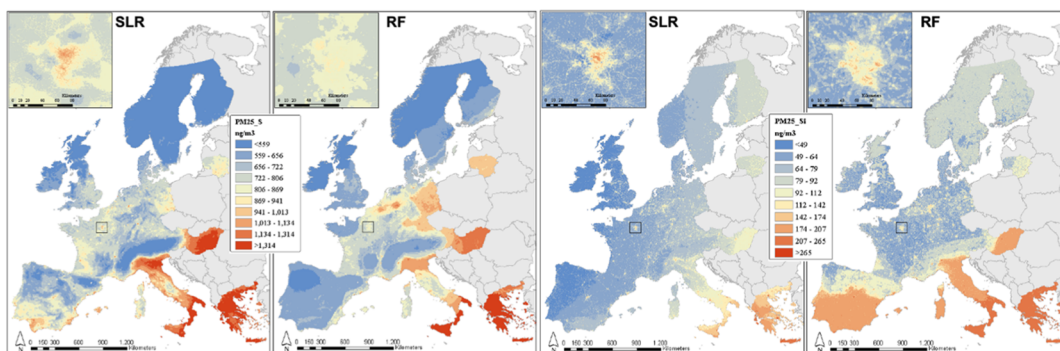 SLR
RF
SLR
RF
Kilometers
Kilometers
Kilometers
Kilometers
PM25_S
ng/m3
<559
559 - 656
656 - 722
722 - 806
806 - 869
869 - 941
941 - 1,013
1,013 - 1,134
1,134 - 1,314
>1,314
PM25_Si
ng/m3
<49
49 - 64
64 - 79
79 - 92
92 - 112
112 - 142
142 - 174
174 - 207
207 - 265
>265
N
0 150 300 600 900 1,200
Kilometers
N
0 150 300 600 900 1,200
Kilometers
N
0 150 300 600 900 1,200
Kilometers
N
0 150 300 600 900 1,200
Kilometers